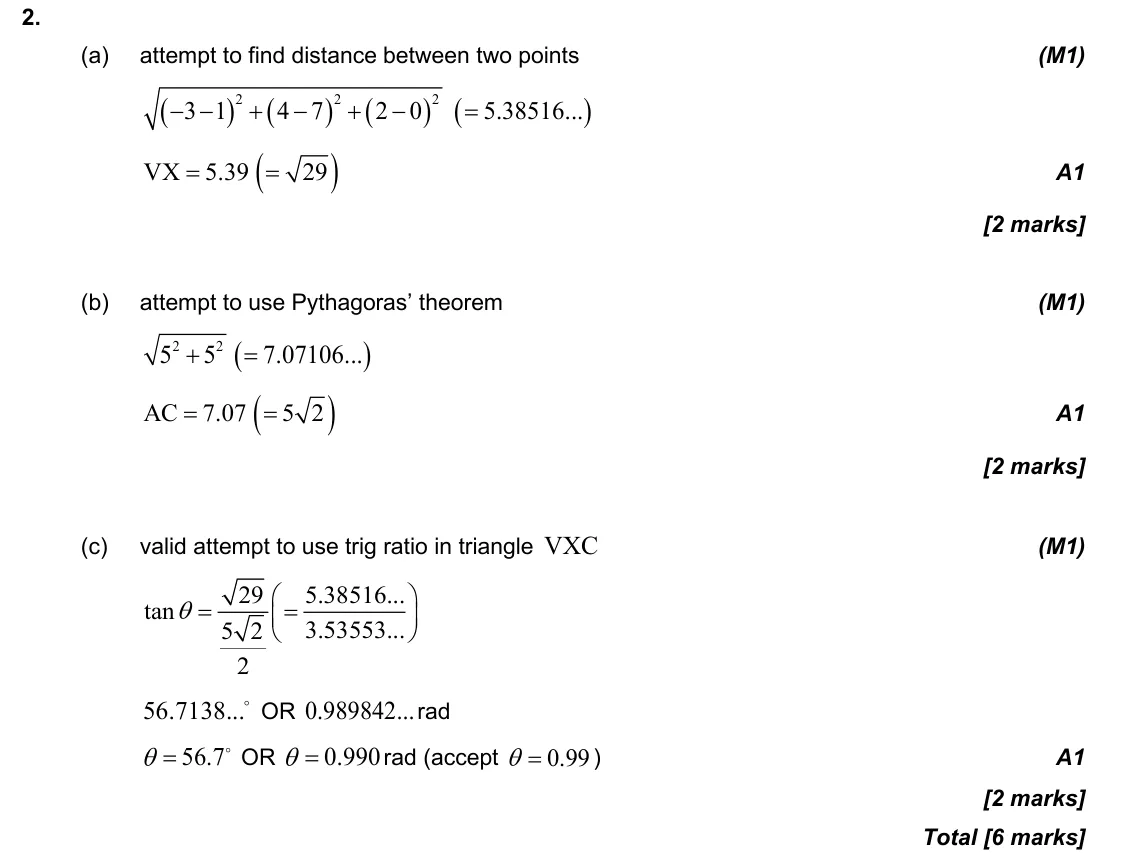 2.
(a) attempt to find distance between two points (M1)
√((−3−1)² + (4−7)² + (2−0)²) (= 5.38516...)
VX = 5.39 (= √29) A1
[2 marks]
(b) attempt to use Pythagoras’ theorem (M1)
√(5² + 5²) (= 7.07106...)
AC = 7.07 (= 5√2) A1
[2 marks]
(c) valid attempt to use trig ratio in triangle VXC (M1)
tan θ = √29 / (5√2 / 2) (= 5.38516... / 3.53553...)
56.7138...° OR 0.989842... rad
θ = 56.7° OR θ = 0.990 rad (accept θ = 0.99) A1
[2 marks]
Total [6 marks]